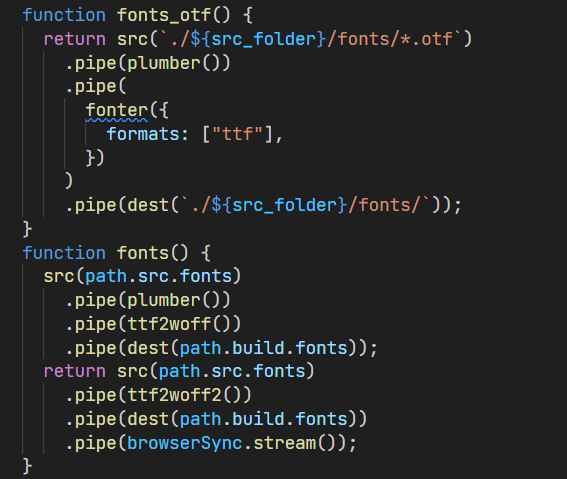 function fonts_otf() {
  return src(`./${src_folder}/fonts/*.otf`)
    .pipe(plumber())
    .pipe(
      fonter({
        formats: ["ttf"],
      })
    )
    .pipe(dest(`./${src_folder}/fonts/`));
}
function fonts() {
  src(path.src.fonts)
    .pipe(plumber())
    .pipe(ttf2woff())
    .pipe(dest(path.build.fonts));
  return src(path.src.fonts)
    .pipe(ttf2woff2())
    .pipe(dest(path.build.fonts))
    .pipe(browserSync.stream());
}